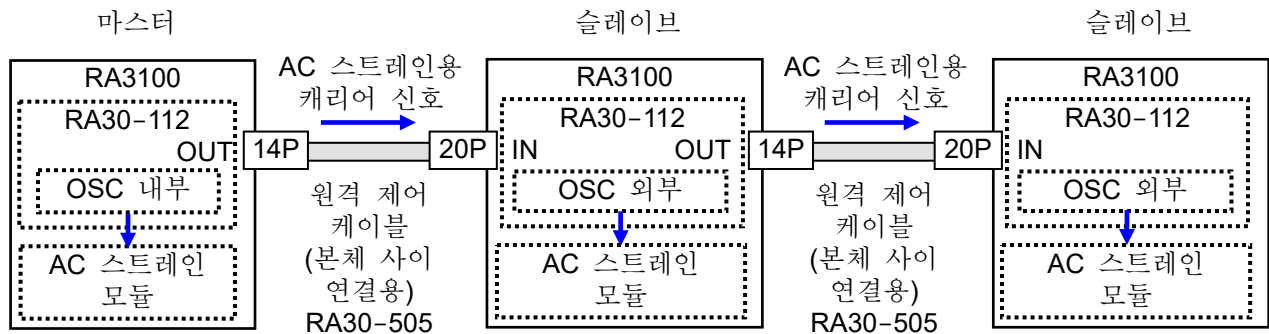 마스터
슬레이브
슬레이브
RA3100
RA30-112
OUT
OSC 내부
AC 스트레인
모듈
AC 스트레인용
캐리어 신호
14P
20P
원격 제어
케이블
(본체 사이
연결용)
RA30-505
RA3100
RA30-112
IN
OUT
OSC 외부
AC 스트레인
모듈
AC 스트레인용
캐리어 신호
14P
20P
원격 제어
케이블
(본체 사이
연결용)
RA30-505
RA3100
RA30-112
IN
OSC 외부
AC 스트레인
모듈